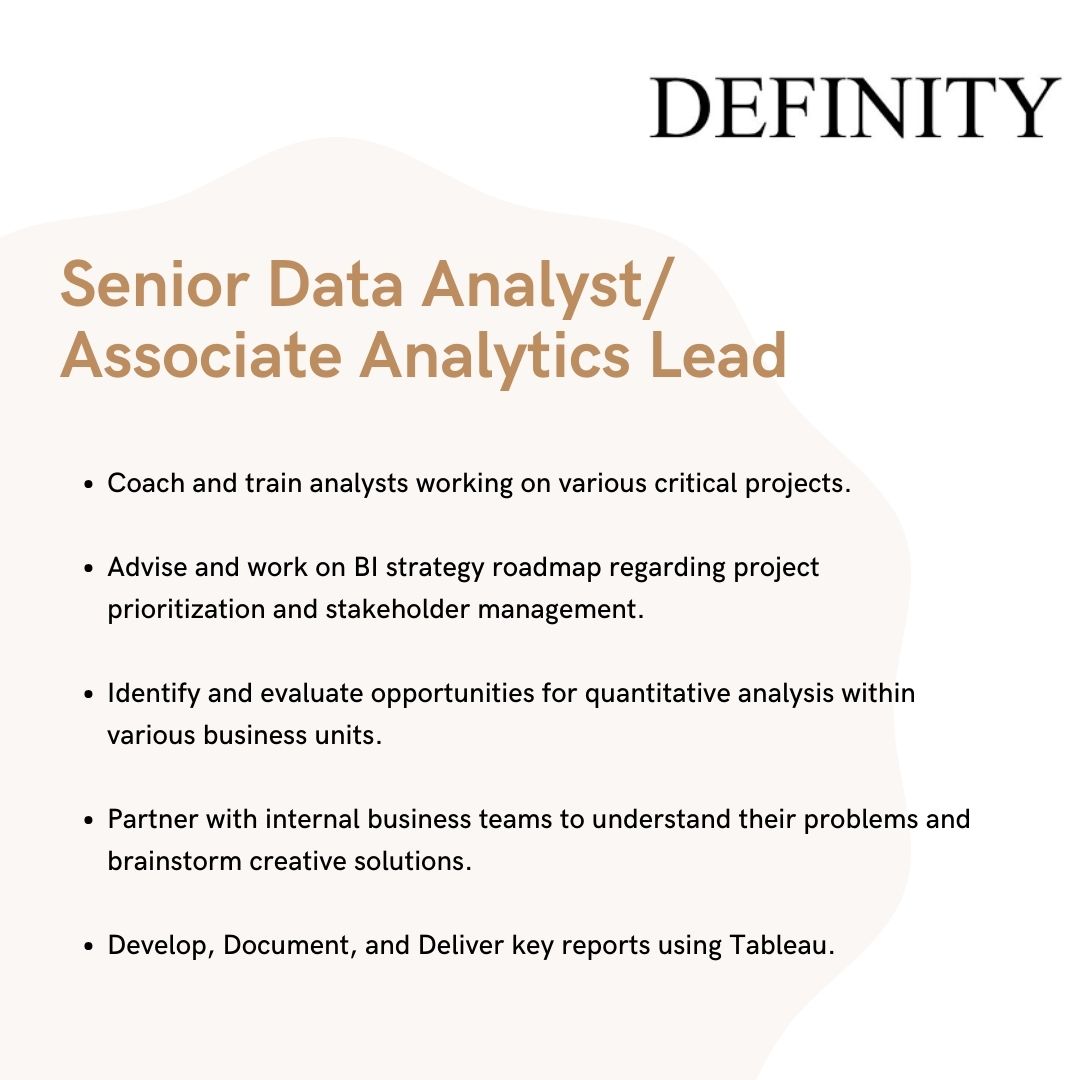 DEFINITY
Senior Data Analyst/
Associate Analytics Lead
• Coach and train analysts working on various critical projects.
• Advise and work on BI strategy roadmap regarding project
prioritization and stakeholder management.
• Identify and evaluate opportunities for quantitative analysis within
various business units.
• Partner with internal business teams to understand their problems and
brainstorm creative solutions.
• Develop, Document, and Deliver key reports using Tableau.